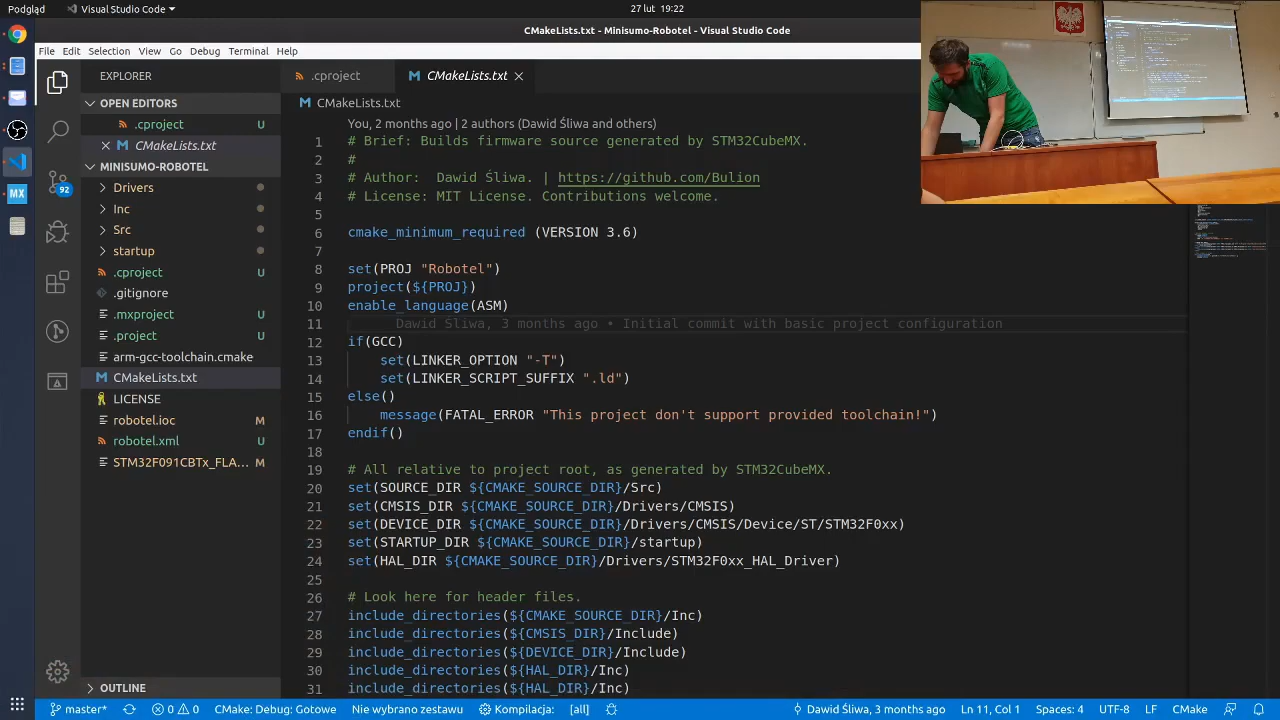 Podgląd
Visual Studio Code
27 lut 19:22
CMakeLists.txt - Minisumo-Robotel - Visual Studio Code
File Edit Selection View Go Debug Terminal Help
EXPLORER
OPEN EDITORS
.cproject U
CMakeLists.txt
MINISUMO-ROBOTEL
Drivers
Inc
Src
startup
.cproject U
.gitignore
.mxproject U
.project U
arm-gcc-toolchain.cmake
CMakeLists.txt
LICENSE
robotel.ioc M
robotel.xml U
STM32F091CBTx_FLA... M
OUTLINE
92
MX
.cproject
CMakeLists.txt
CMakeLists.txt
You, 2 months ago | 2 authors (Dawid Śliwa and others)
1 # Brief: Builds firmware source generated by STM32CubeMX.
2 #
3 # Author:  Dawid Śliwa. | https://github.com/Bulion
4 # License: MIT License. Contributions welcome.
5
6 cmake_minimum_required (VERSION 3.6)
7
8 set(PROJ "Robotel")
9 project(${PROJ})
10 enable_language(ASM)
11 Dawid Śliwa, 3 months ago • Initial commit with basic project configuration
12 if(GCC)
13 set(LINKER_OPTION "-T")
14 set(LINKER_SCRIPT_SUFFIX ".ld")
15 else()
16 message(FATAL_ERROR "This project don't support provided toolchain!")
17 endif()
18
19 # All relative to project root, as generated by STM32CubeMX.
20 set(SOURCE_DIR ${CMAKE_SOURCE_DIR}/Src)
21 set(CMSIS_DIR ${CMAKE_SOURCE_DIR}/Drivers/CMSIS)
22 set(DEVICE_DIR ${CMAKE_SOURCE_DIR}/Drivers/CMSIS/Device/ST/STM32F0xx)
23 set(STARTUP_DIR ${CMAKE_SOURCE_DIR}/startup)
24 set(HAL_DIR ${CMAKE_SOURCE_DIR}/Drivers/STM32F0xx_HAL_Driver)
25
26 # Look here for header files.
27 include_directories(${CMAKE_SOURCE_DIR}/Inc)
28 include_directories(${CMSIS_DIR}/Include)
29 include_directories(${DEVICE_DIR}/Include)
30 include_directories(${HAL_DIR}/Inc)
31 include_directories(${HAL_DIR}/Inc)
master* 0 0 CMake: Debug: Gotowe Nie wybrano zestawu Kompilacja: [all] Dawid Śliwa, 3 months ago Ln 11, Col 1 Spaces: 4 UTF-8 LF CMake